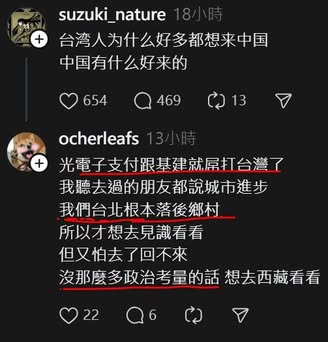 suzuki_nature 18小時
台湾人为什么好多都想来中国
中国有什么好来的
654 469 13
ocherleafs 13小時
光電子支付跟基建就屌打台灣了
我聽去過的朋友都說城市進步
我們台北根本落後鄉村
所以才想去見識看看
但又怕去了回不來
沒那麼多政治考量的話 想去西藏看看
22 6